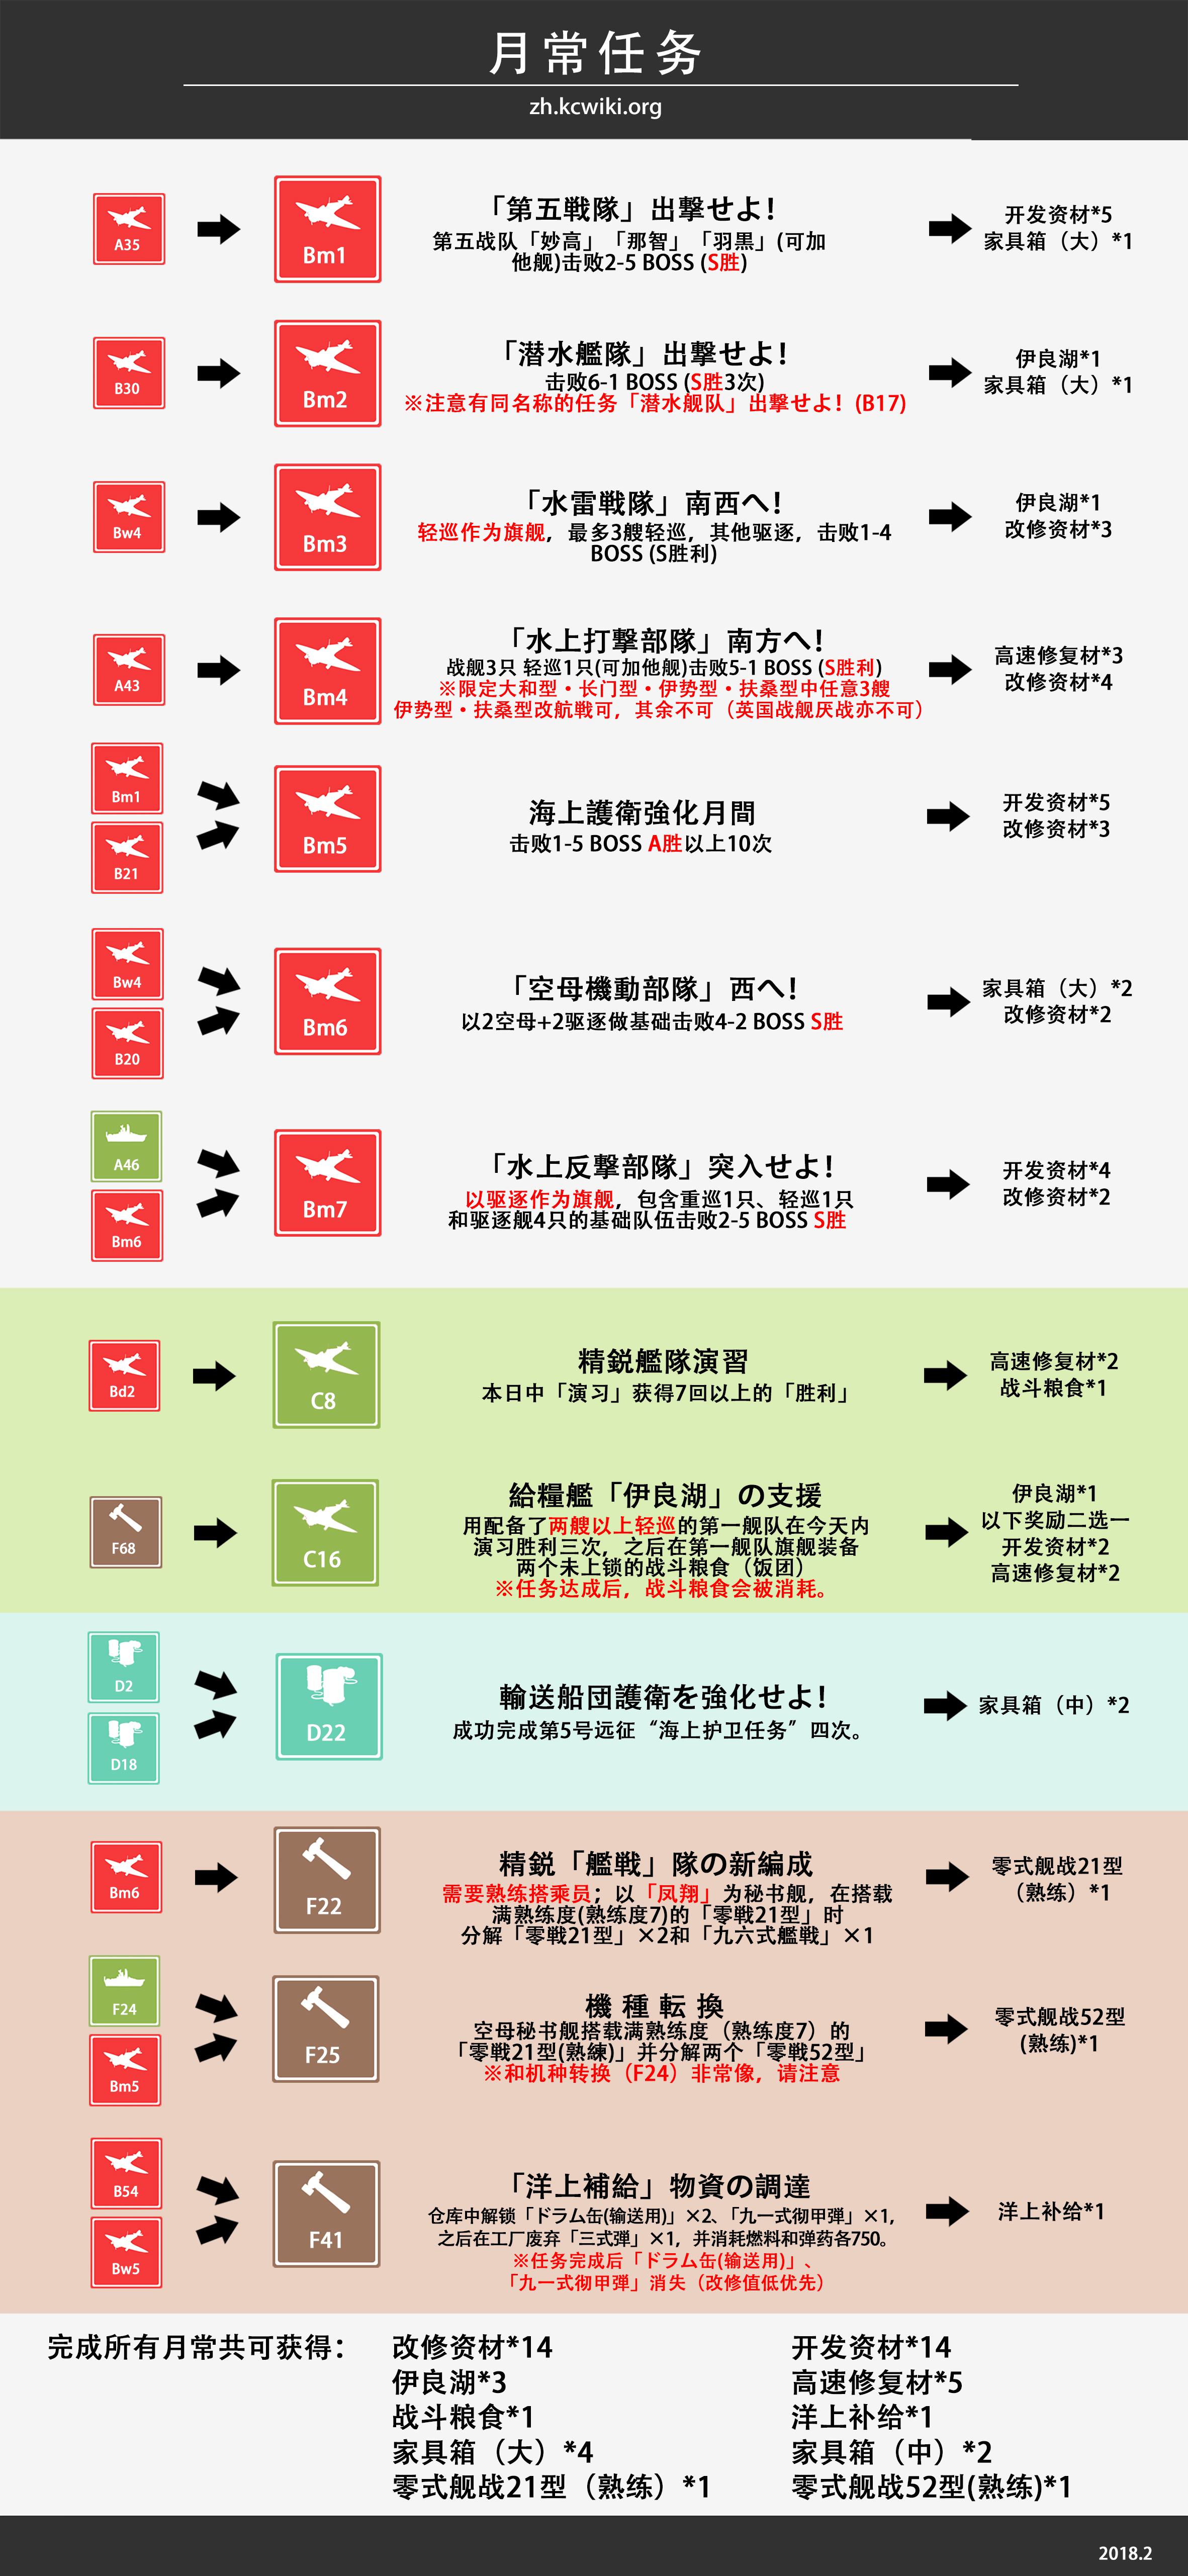 月常任务
zh.kcwiki.org
A35
Bm1
「第五戦隊」出撃せよ！
第五战队「妙高」「那智」「羽黒」(可加
他舰)击败2-5 BOSS (S胜)
开发资材*5
家具箱（大）*1
B30
Bm2
「潜水艦隊」出撃せよ！
击败6-1 BOSS (S胜3次)
※注意有同名称的任务「潜水舰队」出撃せよ！(B17)
伊良湖*1
家具箱（大）*1
Bw4
Bm3
「水雷戦隊」南西へ！
轻巡作为旗舰，最多3艘轻巡，其他驱逐，击败1-4
BOSS (S胜利)
伊良湖*1
改修资材*3
A43
Bm4
「水上打撃部隊」南方へ！
战舰3只 轻巡1只(可加他舰)击败5-1 BOSS (S胜利)
※限定大和型・长门型・伊势型・扶桑型中任意3艘
伊势型・扶桑型改航戦可，其余不可（英国战舰厌战亦不可）
高速修复材*3
改修资材*4
Bm1
B21
Bm5
海上護衛強化月間
击败1-5 BOSS A胜以上10次
开发资材*5
改修资材*3
Bw4
B20
Bm6
「空母機動部隊」西へ！
以2空母+2驱逐做基础击败4-2 BOSS S胜
家具箱（大）*2
改修资材*2
A46
Bm6
Bm7
「水上反撃部隊」突入せよ！
以驱逐作为旗舰，包含重巡1只、轻巡1只
和驱逐舰4只的基础队伍击败2-5 BOSS S胜
开发资材*4
改修资材*2
Bd2
C8
精鋭艦隊演習
本日中「演习」获得7回以上的「胜利」
高速修复材*2
战斗粮食*1
F68
C16
給糧艦「伊良湖」の支援
用配备了两艘以上轻巡的第一舰队在今天内
演习胜利三次，之后在第一舰队旗舰装备
两个未上锁的战斗粮食（饭团）
※任务达成后，战斗粮食会被消耗。
伊良湖*1
以下奖励二选一
开发资材*2
高速修复材*2
D2
D18
D22
輸送船団護衛を強化せよ！
成功完成第5号远征“海上护卫任务”四次。
家具箱（中）*2
Bm6
F22
精鋭「艦戦」隊の新編成
需要熟练搭乘员；以「凤翔」为秘书舰，在搭载
满熟练度(熟练度7)的「零戦21型」时
分解「零戦21型」×2和「九六式艦戦」×1
零式舰战21型
（熟练）*1
F24
Bm5
F25
機 種 転 換
空母秘书舰搭载满熟练度（熟练度7）的
「零戦21型(熟練)」并分解两个「零戦52型」
※和机种转换（F24）非常像，请注意
零式舰战52型
(熟练)*1
B54
Bw5
F41
「洋上補給」物資の調達
仓库中解锁「ドラム缶(输送用)」×2、「九一式彻甲弹」×1，
之后在工厂废弃「三式弹」×1，并消耗燃料和弹药各750。
※任务完成后「ドラム缶(输送用)」、
「九一式彻甲弹」消失（改修值低优先）
洋上补给*1
完成所有月常共可获得：
改修资材*14
开发资材*14
伊良湖*3
高速修复材*5
战斗粮食*1
洋上补给*1
家具箱（大）*4
家具箱（中）*2
零式舰战21型（熟练）*1
零式舰战52型(熟练)*1
2018.2